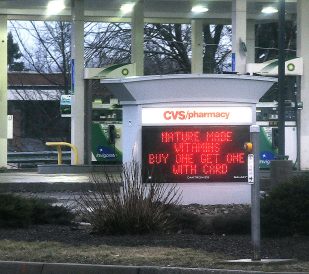 CVS/pharmacy
NATURE MADE
VITAMINS
BUY ONE GET ONE
WITH CARD